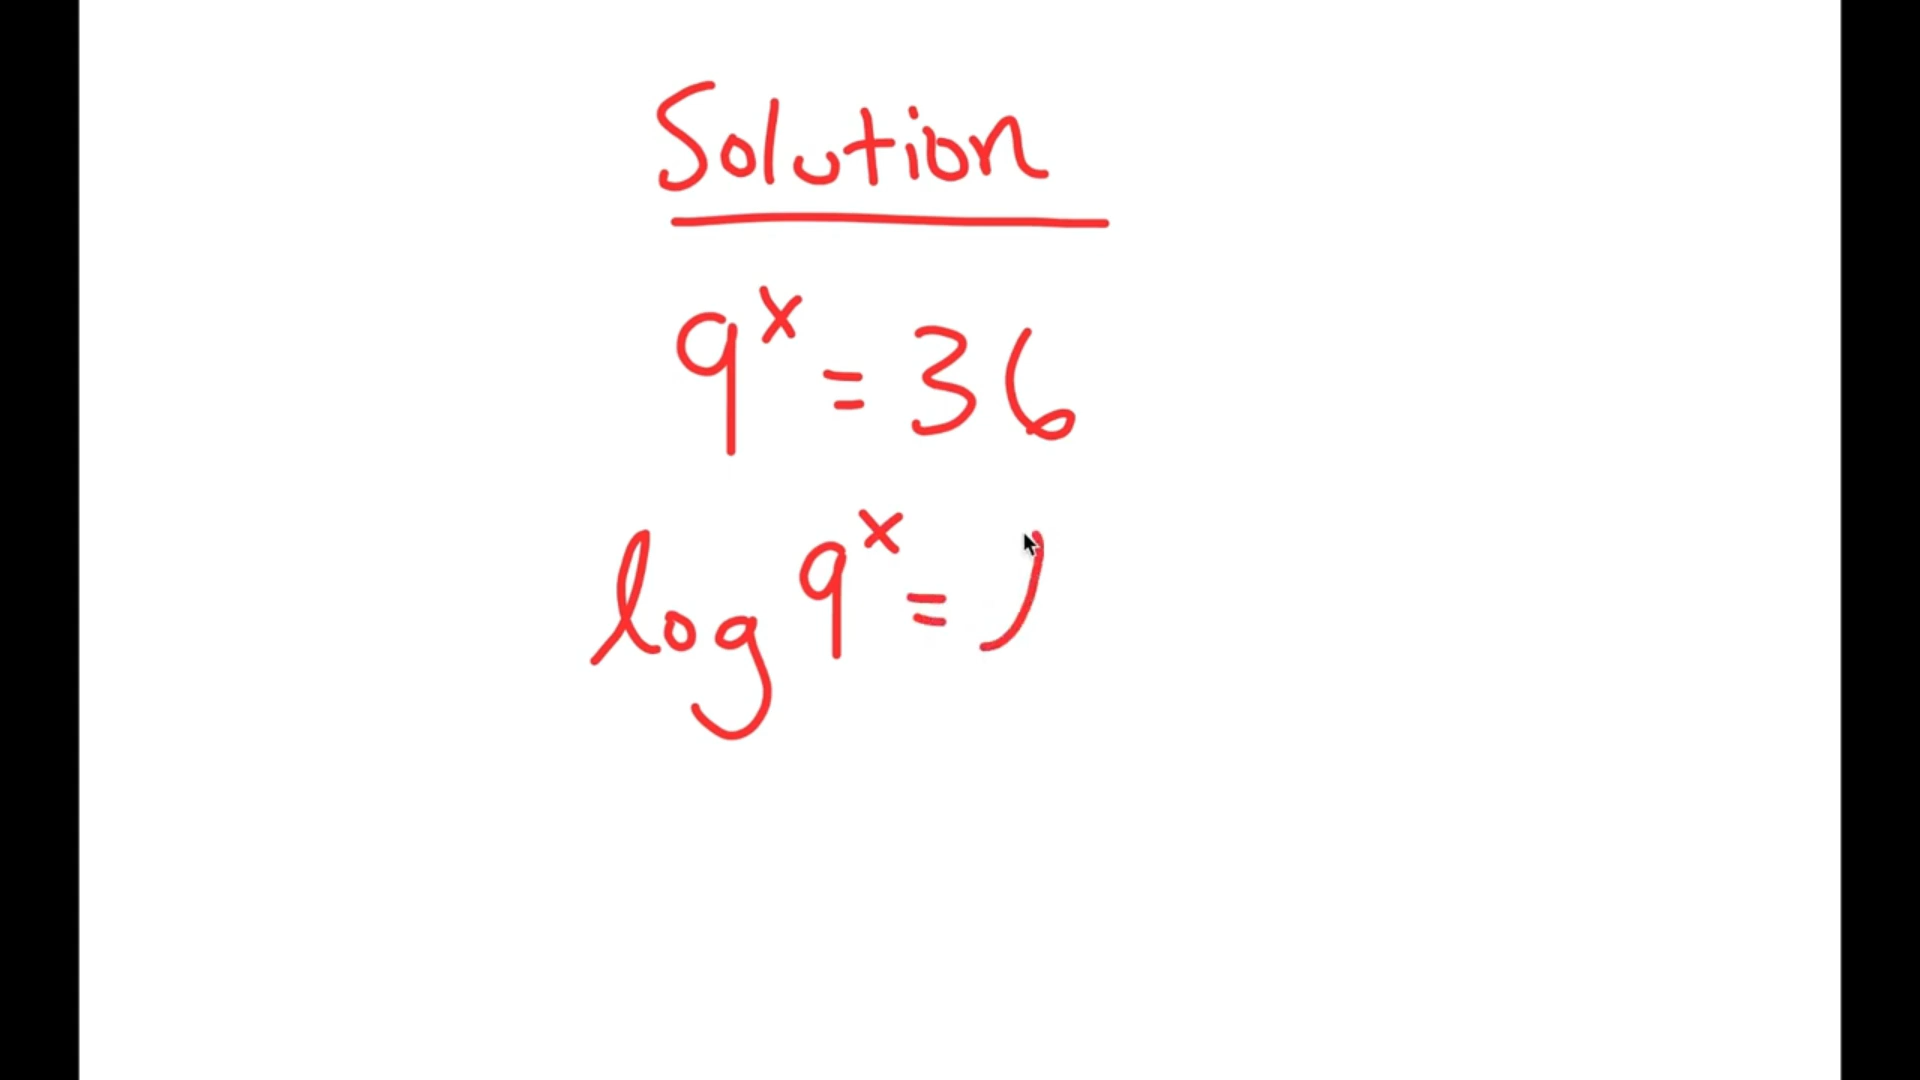 Solution
9^x = 36
log 9^x =